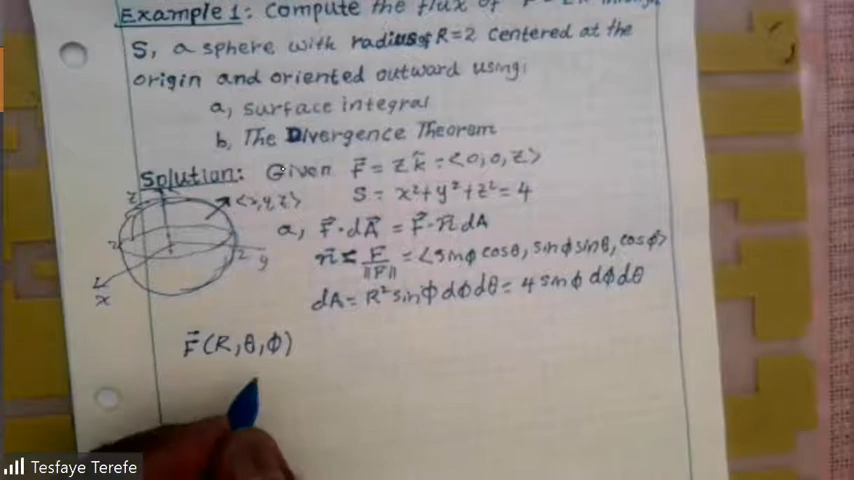 Example 1: Compute the flux of
S, a sphere with radius of R=2 centered at the
origin and oriented outward using:
a, surface integral
b, The Divergence Theorem
Solution: Given F⃗ = z k̂ = <0, 0, z>
S = x²+y²+z² = 4
z <x, y, z>
a, F⃗·dA⃗ = F⃗·n⃗ dA
2 2 y
n⃗ = F/||F|| = <sinϕ cosθ, sinϕ sinθ, cosϕ>
x
dA = R² sinϕ dϕ dθ = 4 sinϕ dϕ dθ
F⃗(R, θ, ϕ)
Tesfaye Terefe